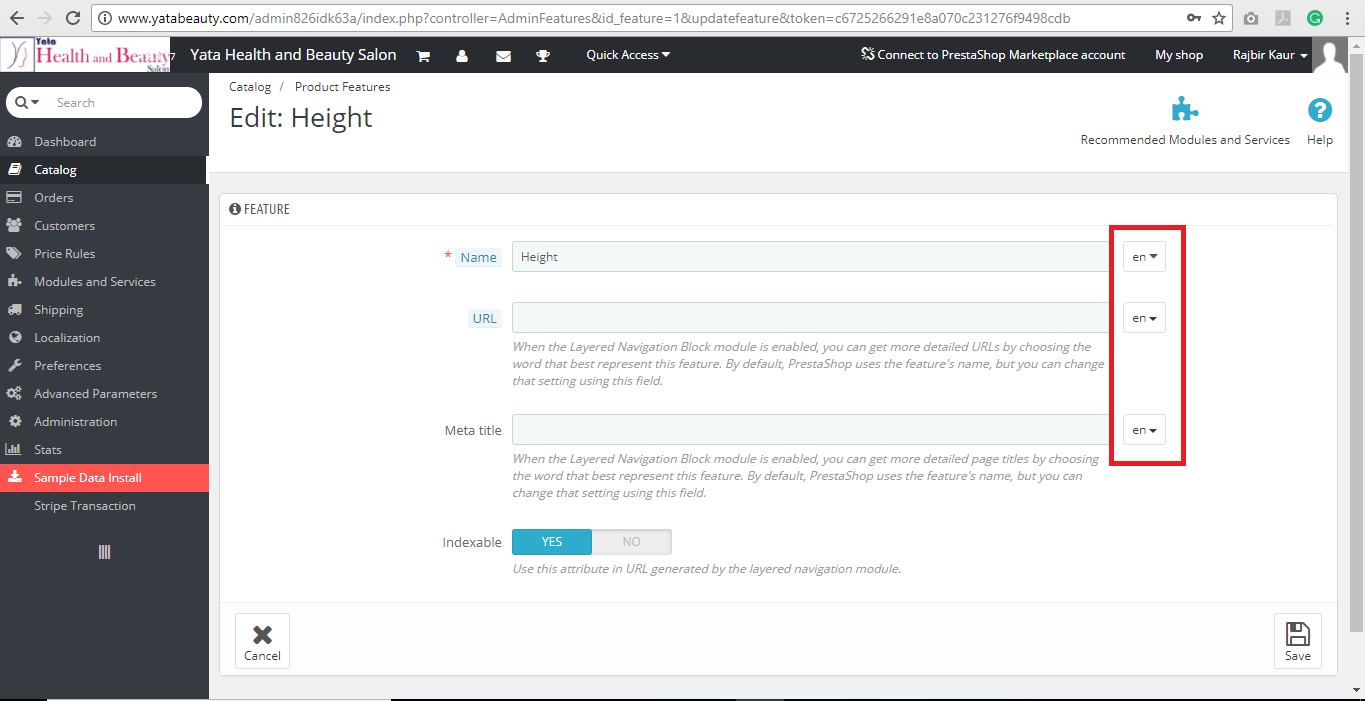 www.yatabeauty.com/admin826idk63a/index.php?controller=AdminFeatures&id_feature=1&updatefeature&token=c6725266291e8a070c231276f9498cdb
Yata
Health and Beauty
Salon
7
Yata Health and Beauty Salon
Quick Access
Connect to PrestaShop Marketplace account
My shop
Rajbir Kaur
Search
Dashboard
Catalog
Orders
Customers
Price Rules
Modules and Services
Shipping
Localization
Preferences
Advanced Parameters
Administration
Stats
Sample Data Install
Stripe Transaction
Catalog / Product Features
Edit: Height
Recommended Modules and Services
Help
FEATURE
* Name
Height
en
URL
en
When the Layered Navigation Block module is enabled, you can get more detailed URLs by choosing the
word that best represent this feature. By default, PrestaShop uses the feature's name, but you can change
that setting using this field.
Meta title
en
When the Layered Navigation Block module is enabled, you can get more detailed page titles by choosing
the word that best represent this feature. By default, PrestaShop uses the feature's name, but you can
change that setting using this field.
Indexable
YES
NO
Use this attribute in URL generated by the layered navigation module.
Cancel
Save